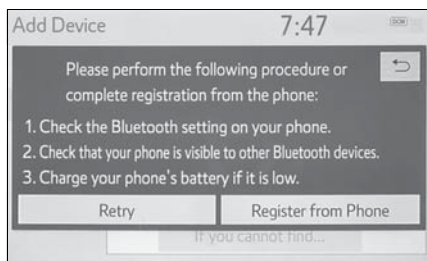 Add Device
7:47
DCM
Please perform the following procedure or
complete registration from the phone:
1. Check the Bluetooth setting on your phone.
2. Check that your phone is visible to other Bluetooth devices.
3. Charge your phone's battery if it is low.
Retry
Register from Phone
If you cannot find...